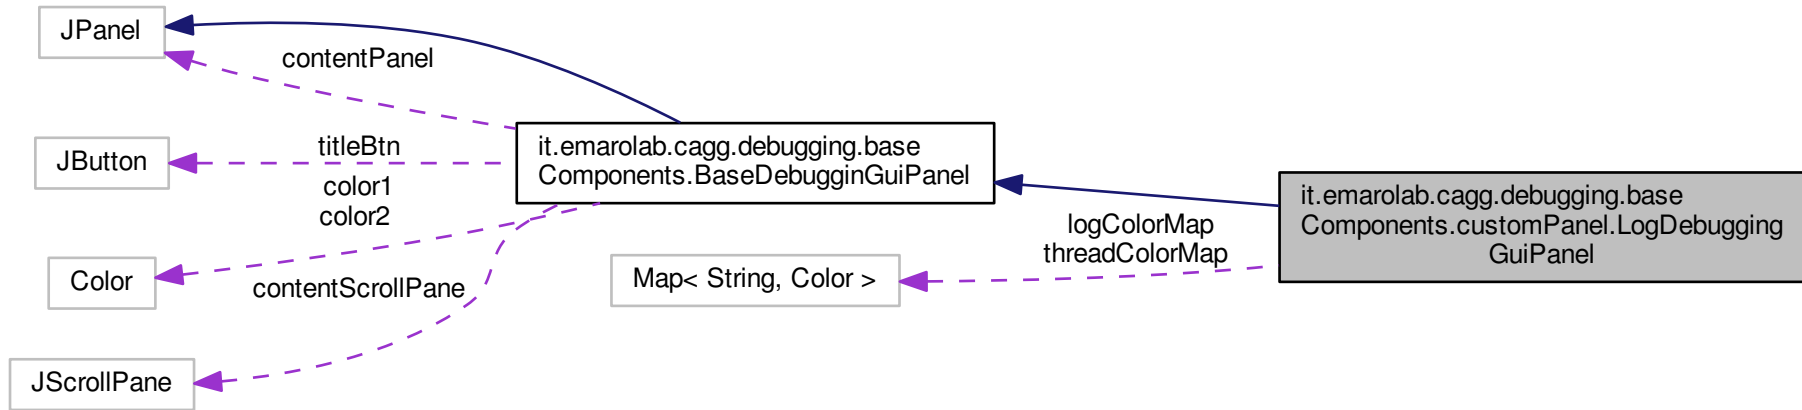 JPanel
contentPanel
JButton
titleBtn
it.emarolab.cagg.debugging.base
Components.BaseDebugginGuiPanel
color1
color2
it.emarolab.cagg.debugging.base
Components.customPanel.LogDebugging
GuiPanel
logColorMap
threadColorMap
Color
contentScrollPane
Map< String, Color >
JScrollPane